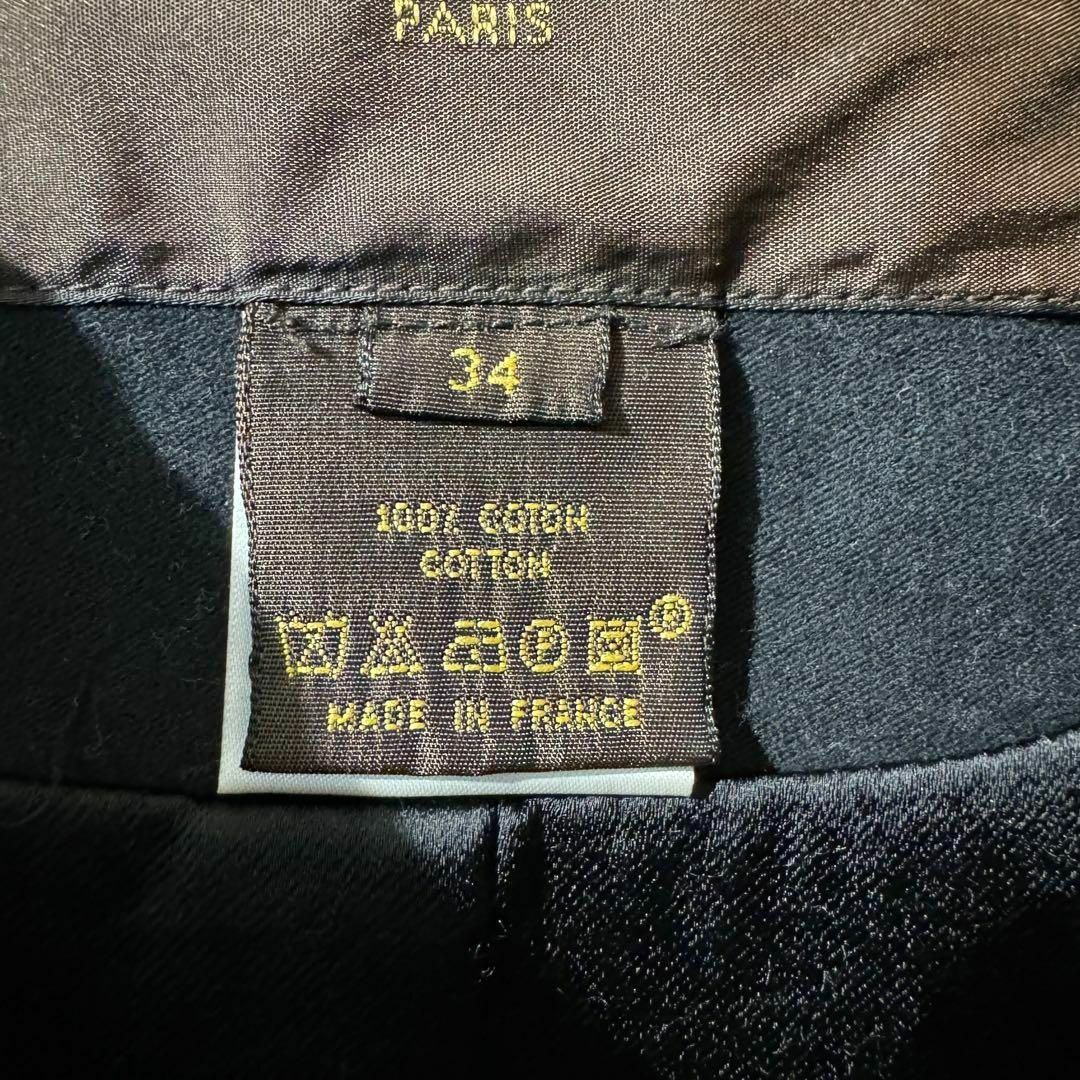 PARIS
34
100% COTON
COTTON
P
®
MADE IN FRANCE